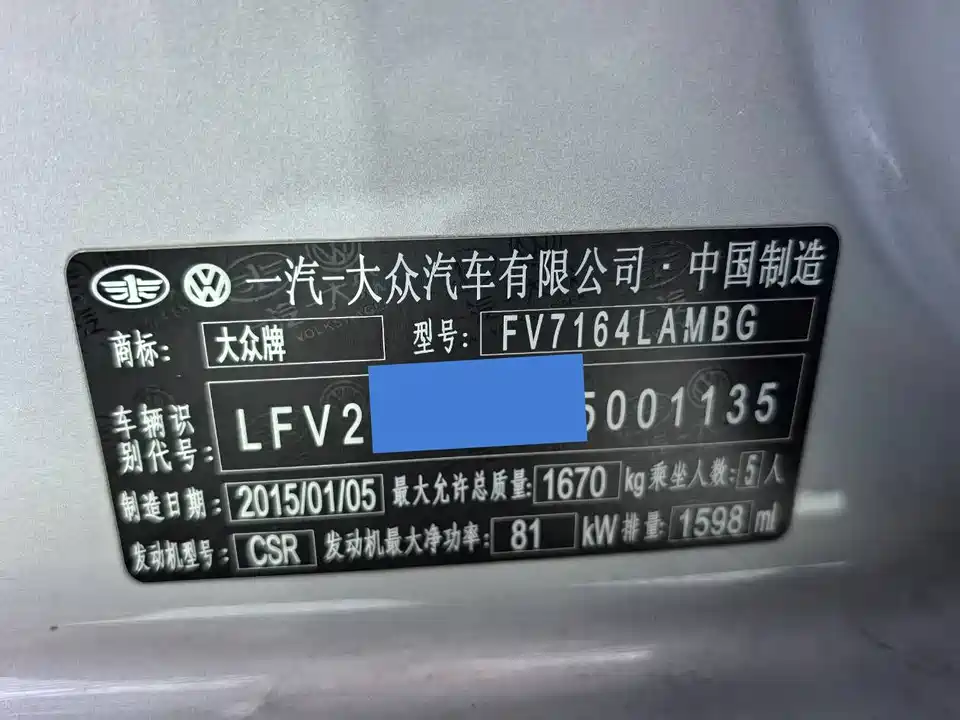 一汽-大众汽车有限公司·中国制造
商标: 大众牌 型号: FV7164LAMBG
车辆识别代号: LFV2 5001135
制造日期: 2015/01/05 最大允许总质量: 1670 kg 乘坐人数: 5 人
发动机型号: CSR 发动机最大净功率: 81 kW 排量: 1598 ml